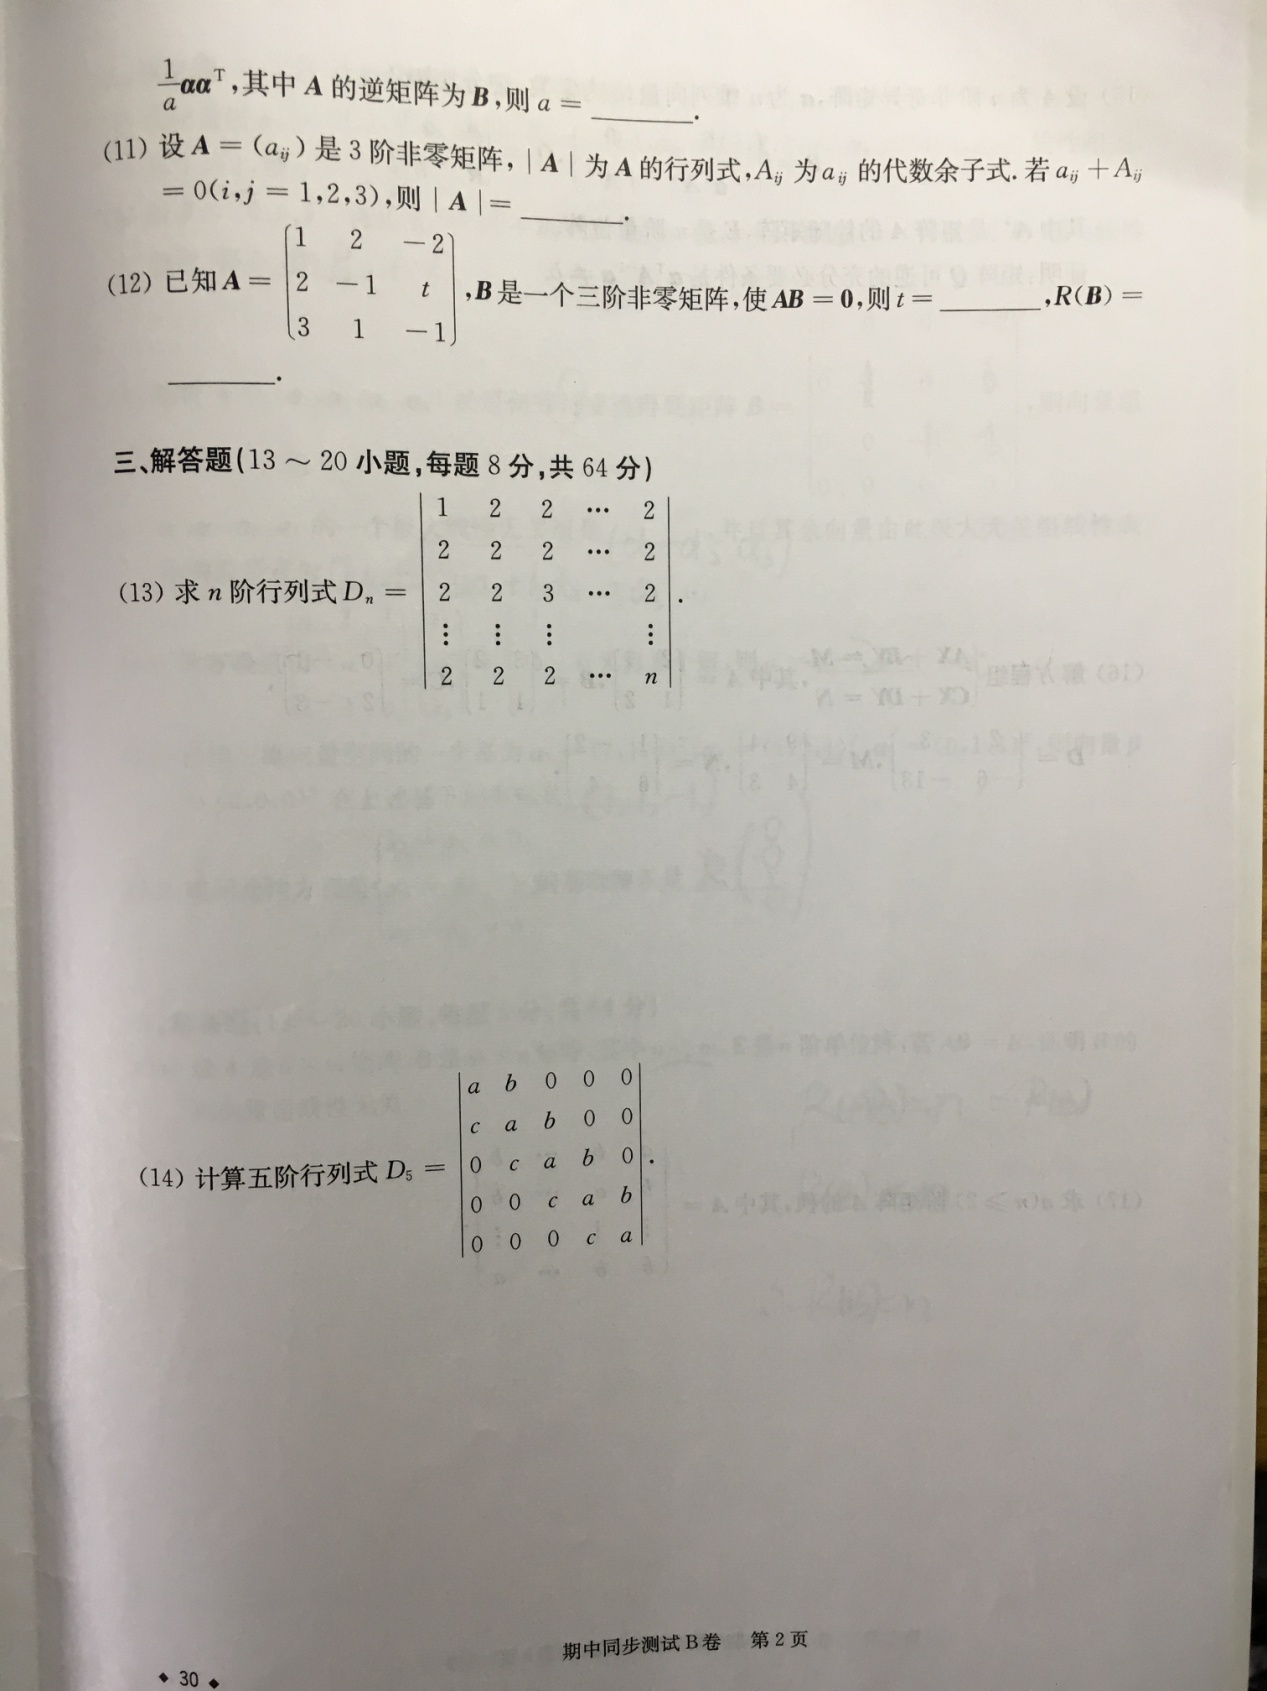 $\frac{1}{a}\boldsymbol{\alpha\alpha}^{\mathrm{T}}$,其中 A 的逆矩阵为 B,则 a = ______.
(11) 设 A = ($a_{ij}$) 是 3 阶非零矩阵, | A | 为 A 的行列式, $A_{ij}$ 为 $a_{ij}$ 的代数余子式. 若 $a_{ij}$ + $A_{ij}$
= 0(i,j = 1,2,3),则 | A | = ______.
(12) 已知 A = $\begin{pmatrix} 1 & 2 & -2 \\ 2 & -1 & t \\ 3 & 1 & -1 \end{pmatrix}$,B 是一个三阶非零矩阵,使 AB = 0,则 t = ______,R(B) =
______.
三、解答题(13 ～ 20 小题,每题 8 分,共 64 分)
(13) 求 n 阶行列式 $D_n$ = $\begin{vmatrix} 1 & 2 & 2 & \cdots & 2 \\ 2 & 2 & 2 & \cdots & 2 \\ 2 & 2 & 3 & \cdots & 2 \\ \vdots & \vdots & \vdots & & \vdots \\ 2 & 2 & 2 & \cdots & n \end{vmatrix}$.
(14) 计算五阶行列式 $D_5$ = $\begin{vmatrix} a & b & 0 & 0 & 0 \\ c & a & b & 0 & 0 \\ 0 & c & a & b & 0 \\ 0 & 0 & c & a & b \\ 0 & 0 & 0 & c & a \end{vmatrix}$.
期中同步测试 B 卷 第 2 页
◆ 30 ◆